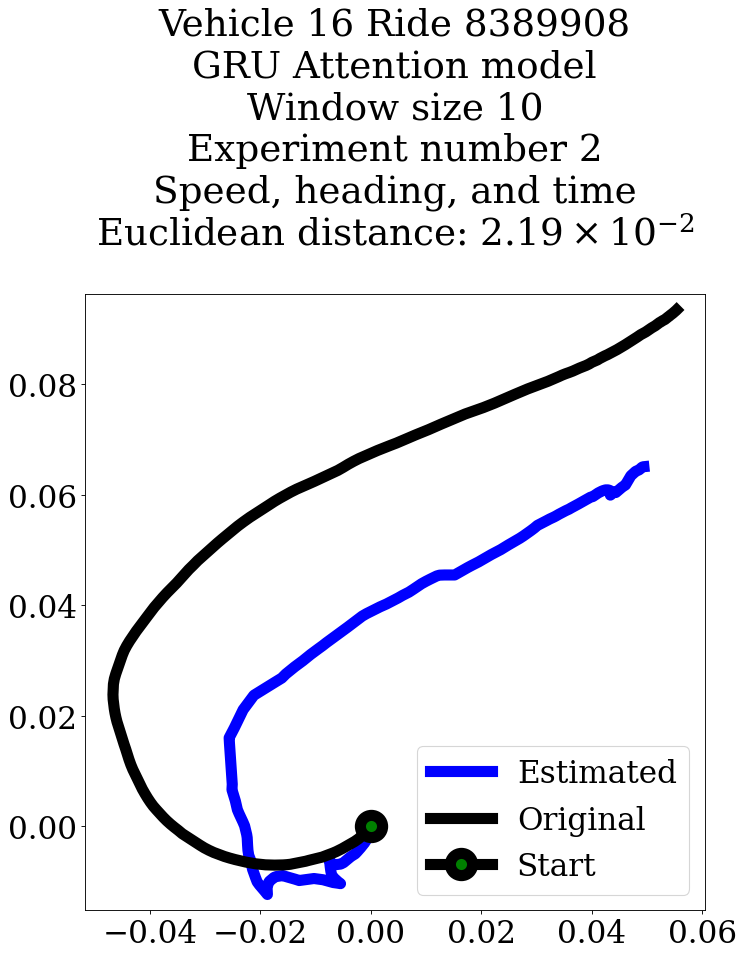 Vehicle 16 Ride 8389908
GRU Attention model
Window size 10
Experiment number 2
Speed, heading, and time
Euclidean distance: 2.19 × 10⁻²
0.08
0.06
0.04
0.02
0.00
Estimated
Original
Start
−0.04 −0.02 0.00 0.02 0.04 0.06